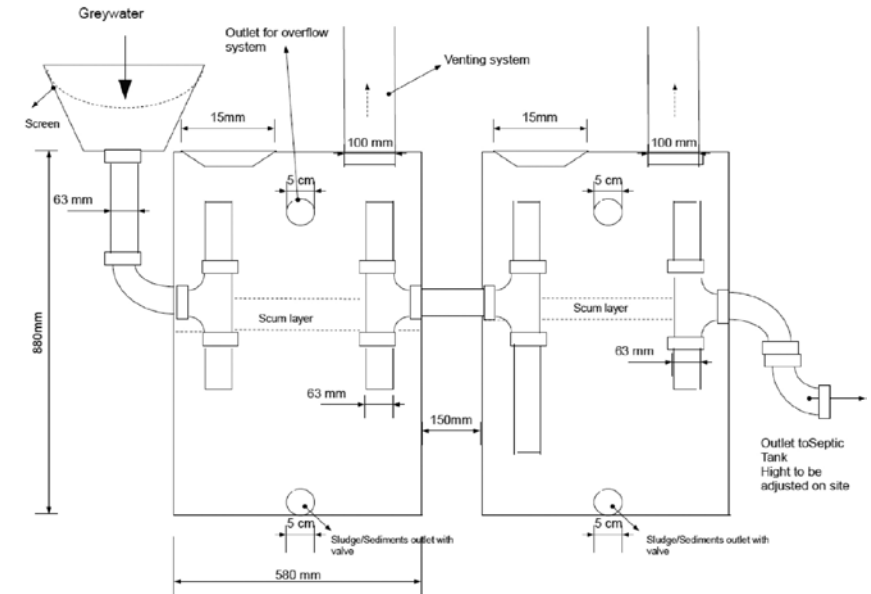 Greywater
Outlet for overflow
system
Venting system
Screen
15mm
15mm
100 mm
100 mm
5 cm
5 cm
63 mm
Scum layer
Scum layer
880mm
63 mm
63 mm
150mm
Outlet toSeptic
Tank
Hight to be
adjusted on site
5 cm
Sludge/Sediments outlet with
valve
5 cm
Sludge/Sediments outlet with
valve
580 mm